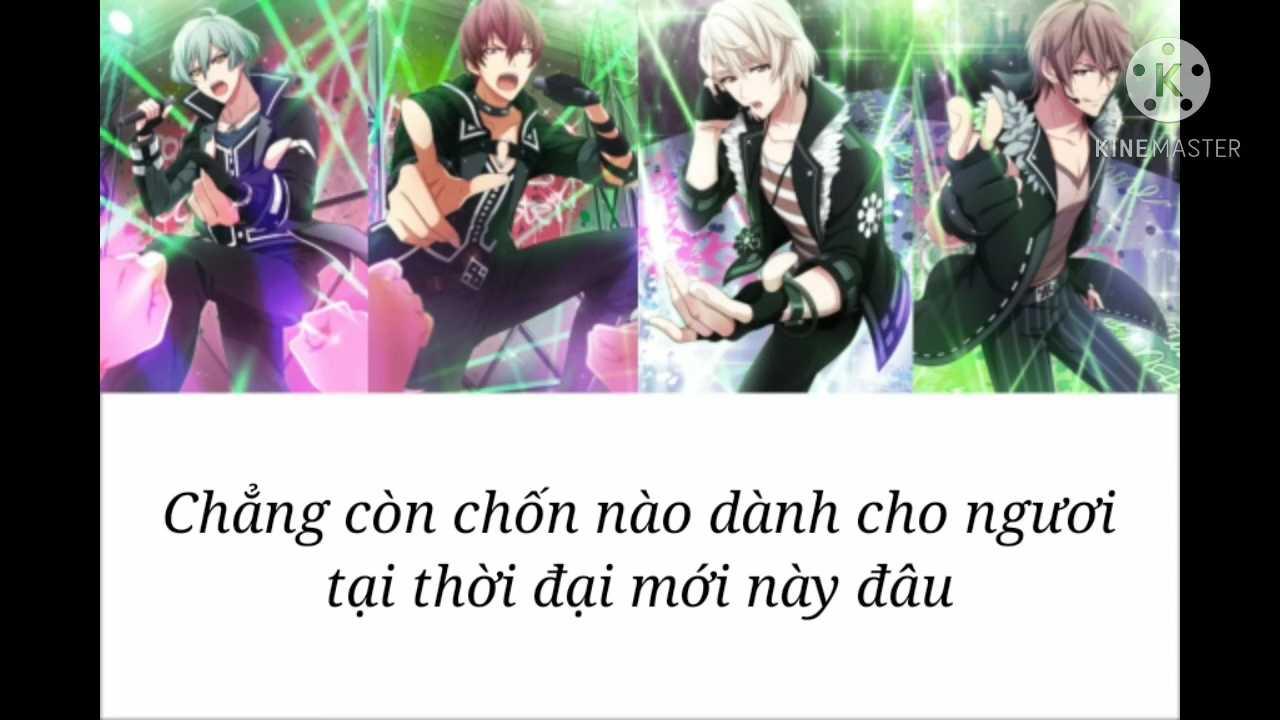 K
KINEMASTER
Chẳng còn chốn nào dành cho ngươi
tại thời đại mới này đâu